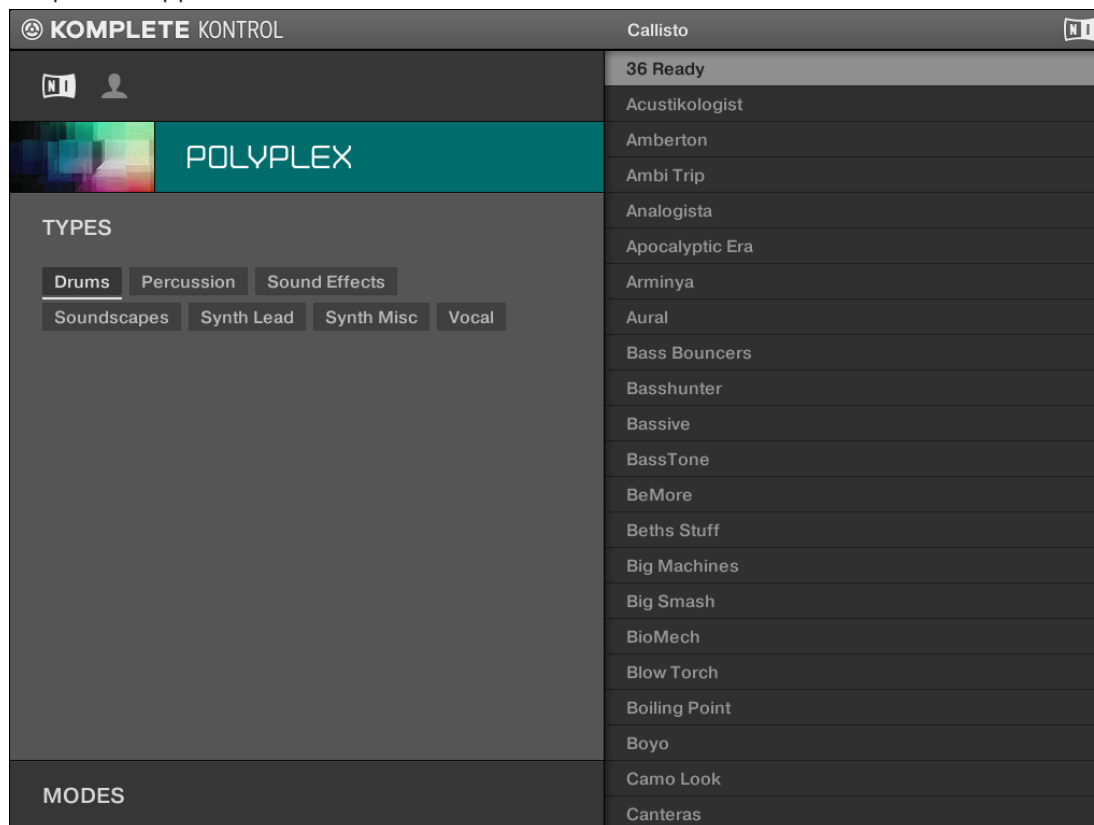 KOMPLETE KONTROL
Callisto
NI
NI
POLYPLEX
TYPES
Drums Percussion Sound Effects
Soundscapes Synth Lead Synth Misc Vocal
MODES
36 Ready
Acustikologist
Amberton
Ambi Trip
Analogista
Apocalyptic Era
Arminya
Aural
Bass Bouncers
Basshunter
Bassive
BassTone
BeMore
Beths Stuff
Big Machines
Big Smash
BioMech
Blow Torch
Boiling Point
Boyo
Camo Look
Canteras